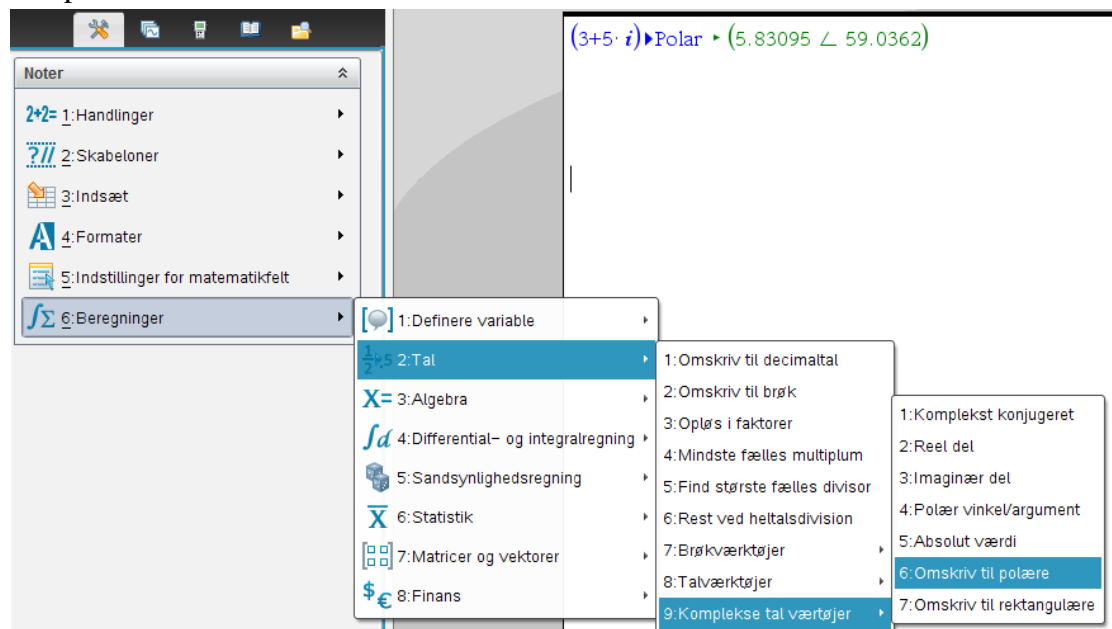 (3+5·i)▸Polar ▸ (5.83095 ∠ 59.0362)
Noter
2+2= 1:Handlinger
?// 2:Skabeloner
3:Indsæt
A 4:Formater
5:Indstillinger for matematikfelt
∫Σ 6:Beregninger
1:Definere variable
1/2▸.5 2:Tal
X= 3:Algebra
∫d 4:Differential- og integralregning
5:Sandsynlighedsregning
X̅ 6:Statistik
7:Matricer og vektorer
$€ 8:Finans
1:Omskriv til decimaltal
2:Omskriv til brøk
3:Opløs i faktorer
4:Mindste fælles multiplum
5:Find største fælles divisor
6:Rest ved heltalsdivision
7:Brøkværktøjer
8:Talværktøjer
9:Komplekse tal værtøjer
1:Komplekst konjugeret
2:Reel del
3:Imaginær del
4:Polær vinkel/argument
5:Absolut værdi
6:Omskriv til polære
7:Omskriv til rektangulære